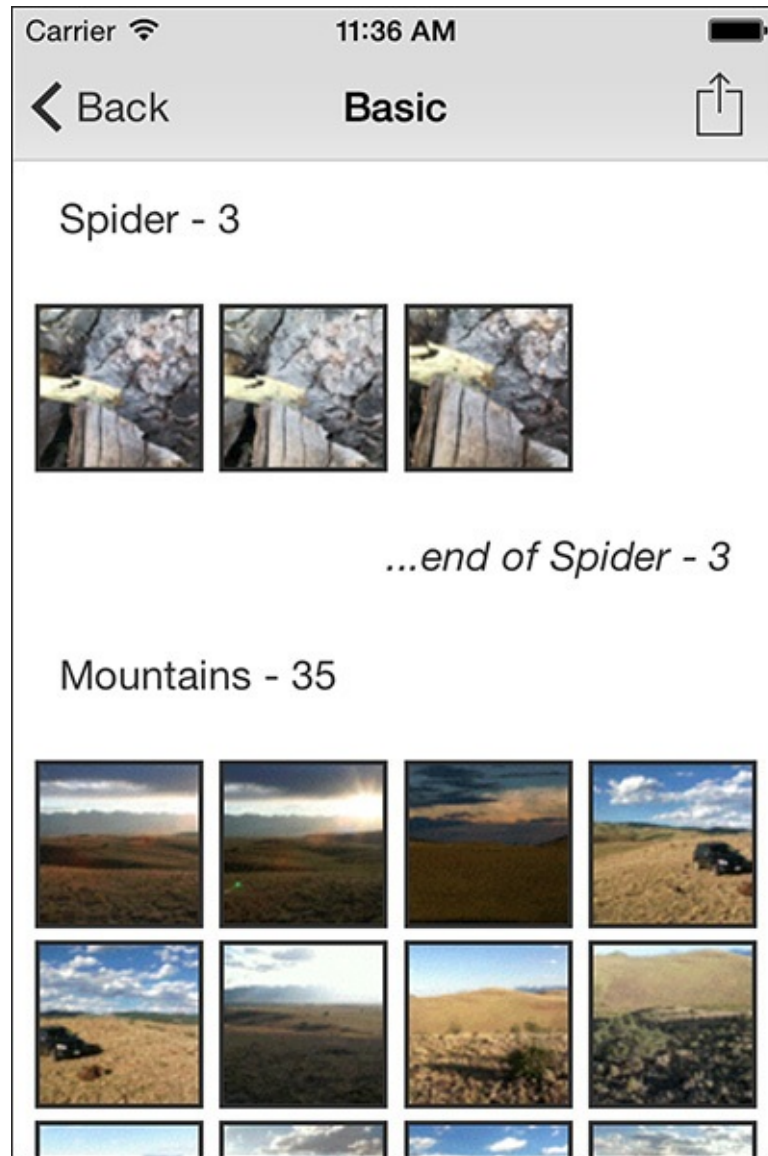 Carrier 11:36 AM
Back Basic
Spider - 3
...end of Spider - 3
Mountains - 35